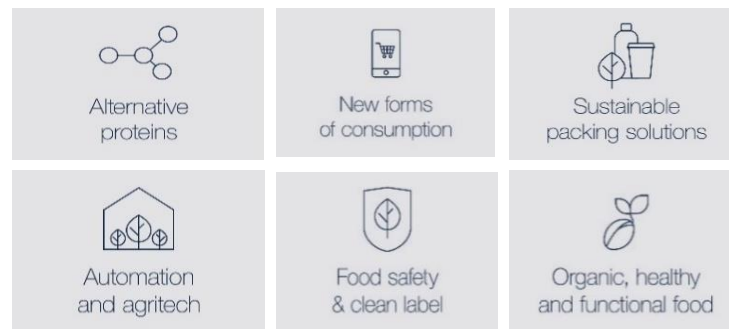 Alternative
proteins
New forms
of consumption
Sustainable
packing solutions
Automation
and agritech
Food safety
& clean label
Organic, healthy
and functional food